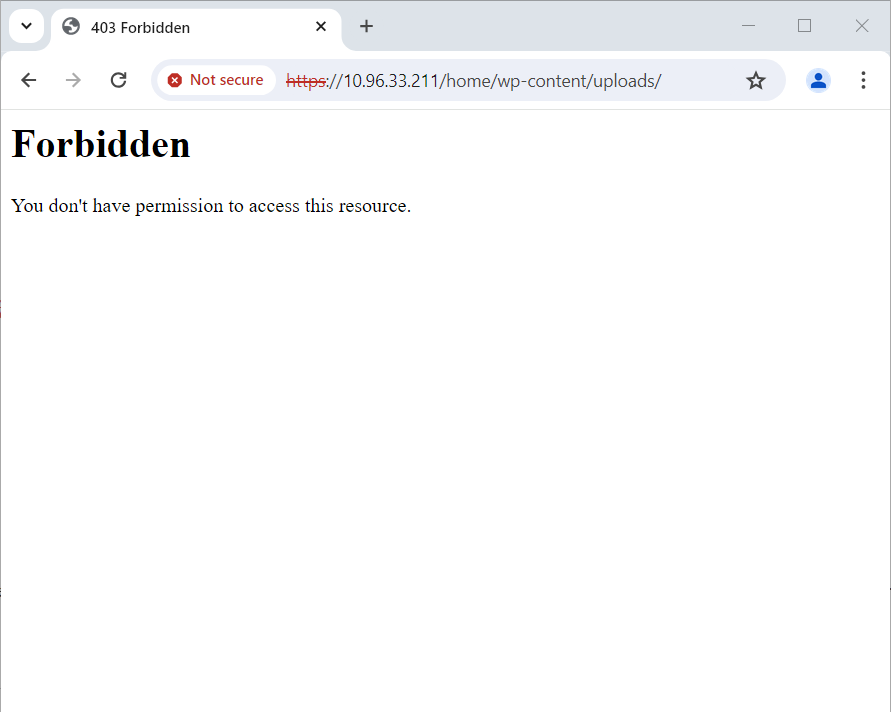 403 Forbidden
Not secure https://10.96.33.211/home/wp-content/uploads/
Forbidden
You don't have permission to access this resource.